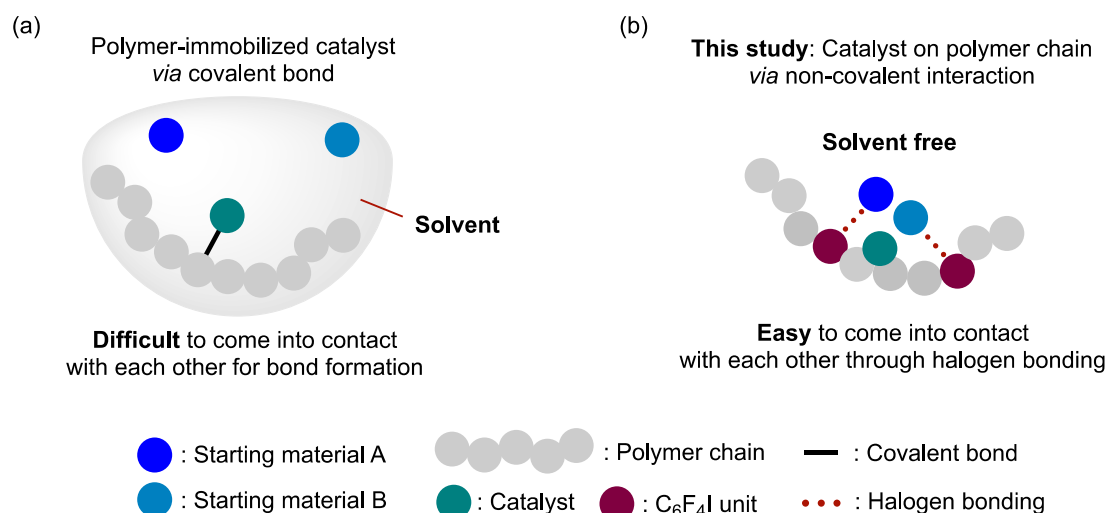 (a)
Polymer-immobilized catalyst
via covalent bond
Solvent
Difficult to come into contact
with each other for bond formation
(b)
This study: Catalyst on polymer chain
via non-covalent interaction
Solvent free
Easy to come into contact
with each other through halogen bonding
: Starting material A
: Polymer chain
: Covalent bond
: Starting material B
: Catalyst
: C₆F₄I unit
: Halogen bonding